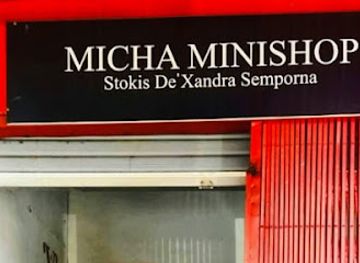 MICHA MINISHOP
Stokis De'Xandra Semporna